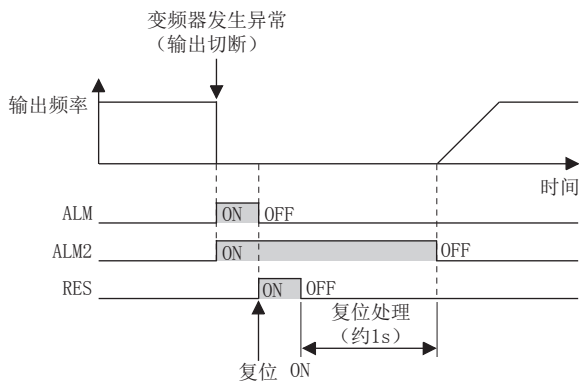 变频器发生异常
（输出切断）
输出频率
时间
ALM
ON
OFF
ALM2
ON
OFF
RES
ON
OFF
复位处理
（约1s）
复位 ON